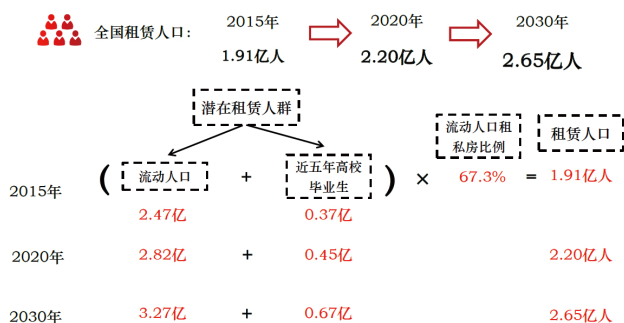 全国租赁人口:
2015年
2020年
2030年
1.91亿人
2.20亿人
2.65亿人
潜在租赁人群
流动人口租
私房比例
租赁人口
2015年
(
流动人口
+
近五年高校
毕业生
)
×
67.3%
=
1.91亿人
2.47亿
0.37亿
2020年
2.82亿
+
0.45亿
2.20亿人
2030年
3.27亿
+
0.67亿
2.65亿人